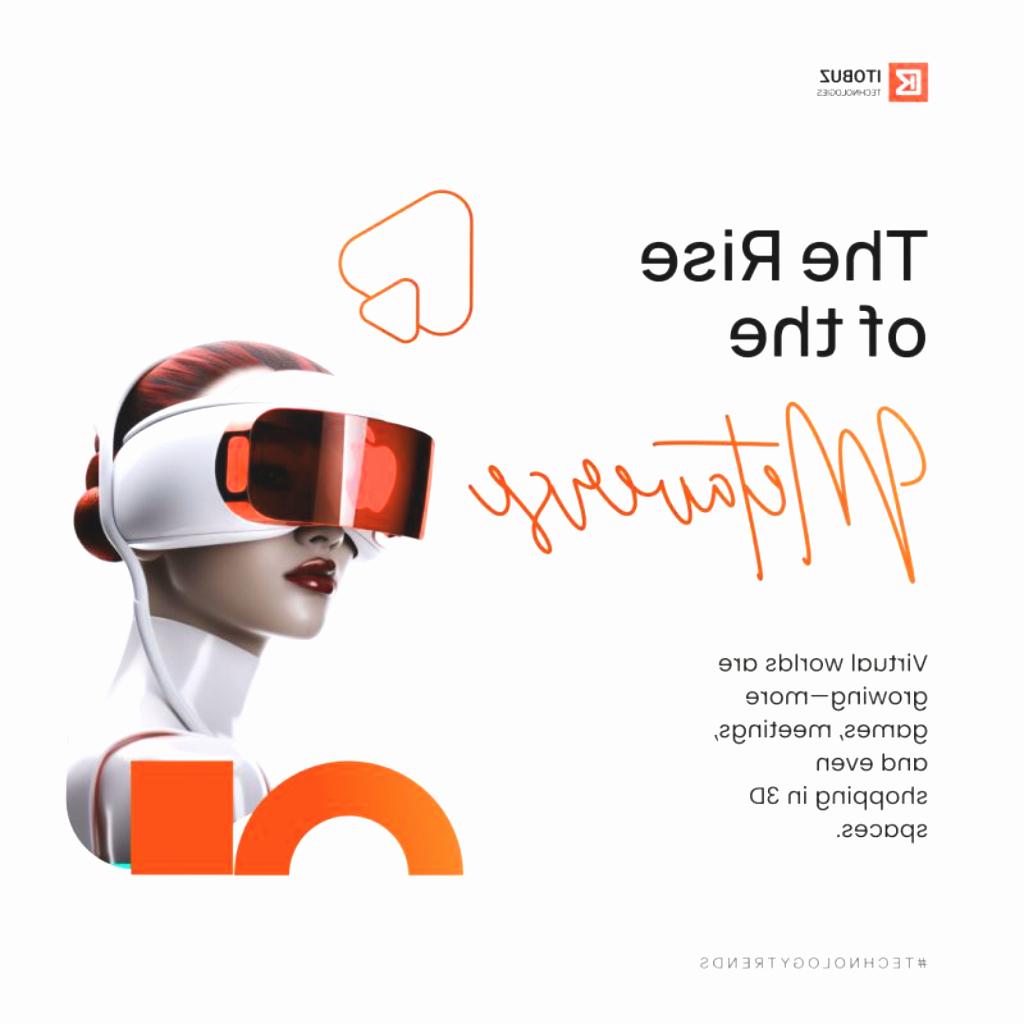 ITOBUZ
TECHNOLOGIES
The Rise
of the
Metaverse
Virtual worlds are
growing—more
games, meetings,
and even
shopping in 3D
spaces.
#TECHNOLOGYTRENDS